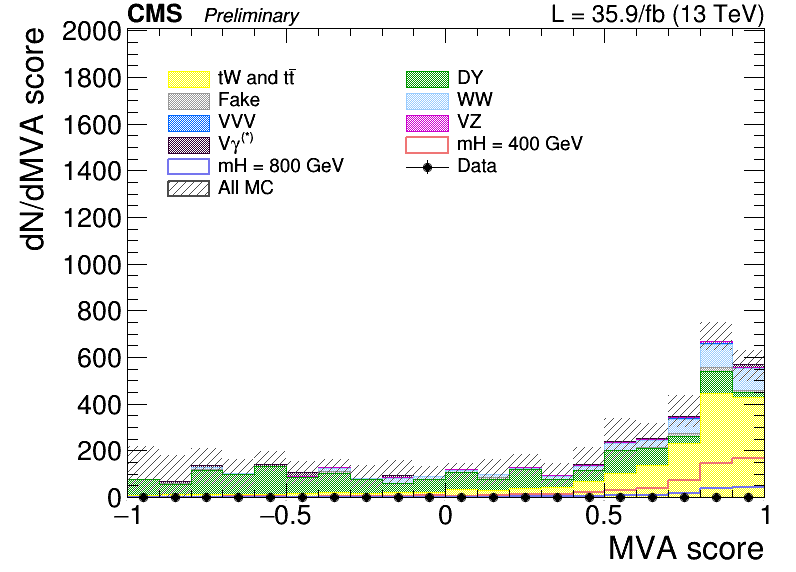 CMS Preliminary L = 35.9/fb (13 TeV)
dN/dMVA score
2000
1800
1600
1400
1200
1000
800
600
400
200
0
tW and tt̄ DY
Fake WW
VVV VZ
Vγ(*) mH = 400 GeV
mH = 800 GeV Data
All MC
−1 −0.5 0 0.5 1
MVA score